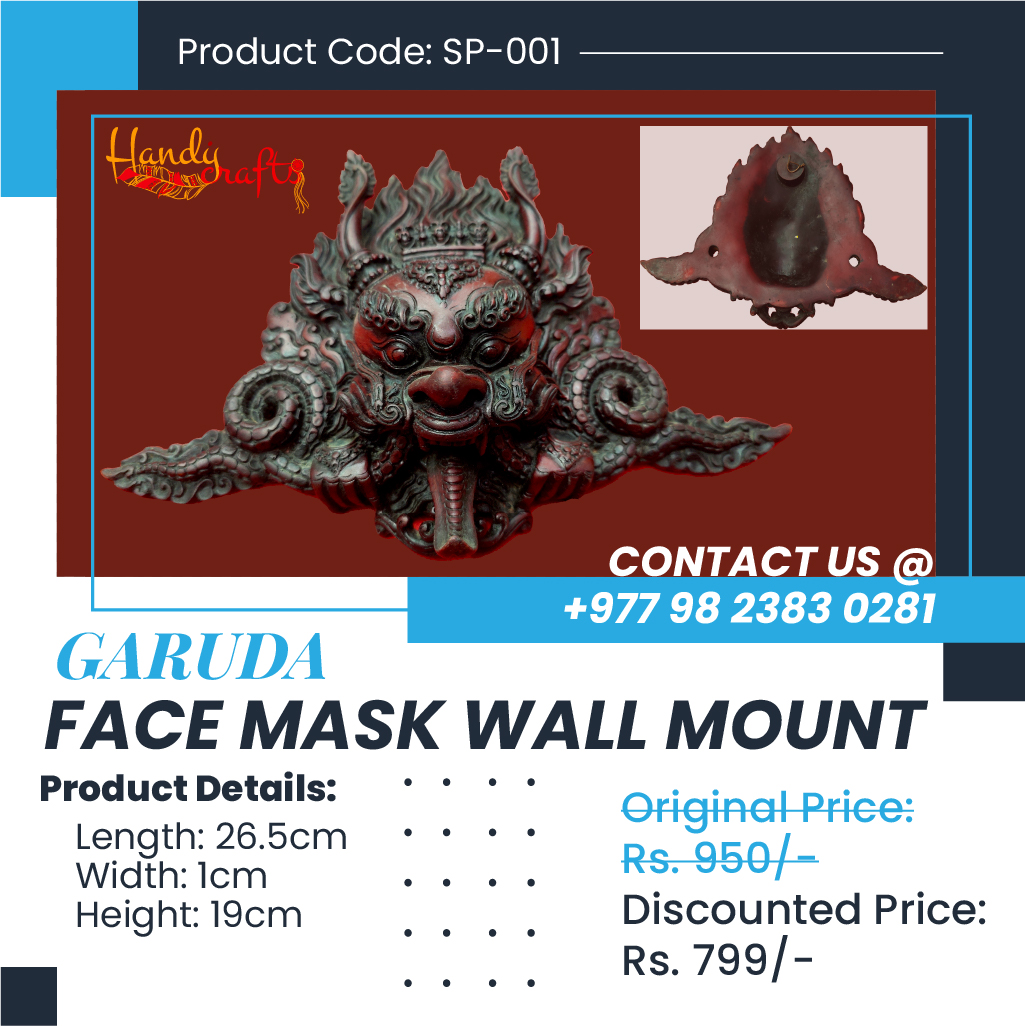 Product Code: SP-001
Handy
crafts
CONTACT US @
+977 98 2383 0281
GARUDA
FACE MASK WALL MOUNT
Product Details:
Length: 26.5cm
Width: 1cm
Height: 19cm
Original Price:
Rs. 950/-
Discounted Price:
Rs. 799/-